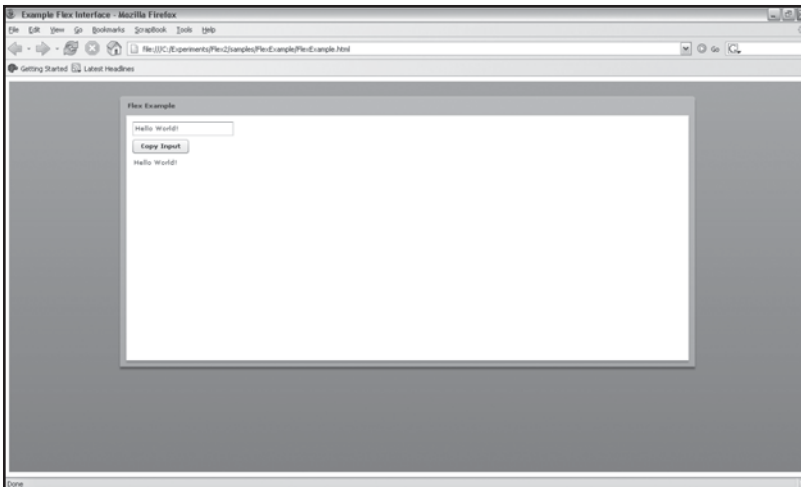 Example Flex Interface - Mozilla Firefox
File Edit View Go Bookmarks ScrapBook Tools Help
file:///C:/Experiments/Flex2/samples/FlexExample/FlexExample.html
Go
Getting Started Latest Headlines
Flex Example
Hello World!
Copy Input
Hello World!
Done